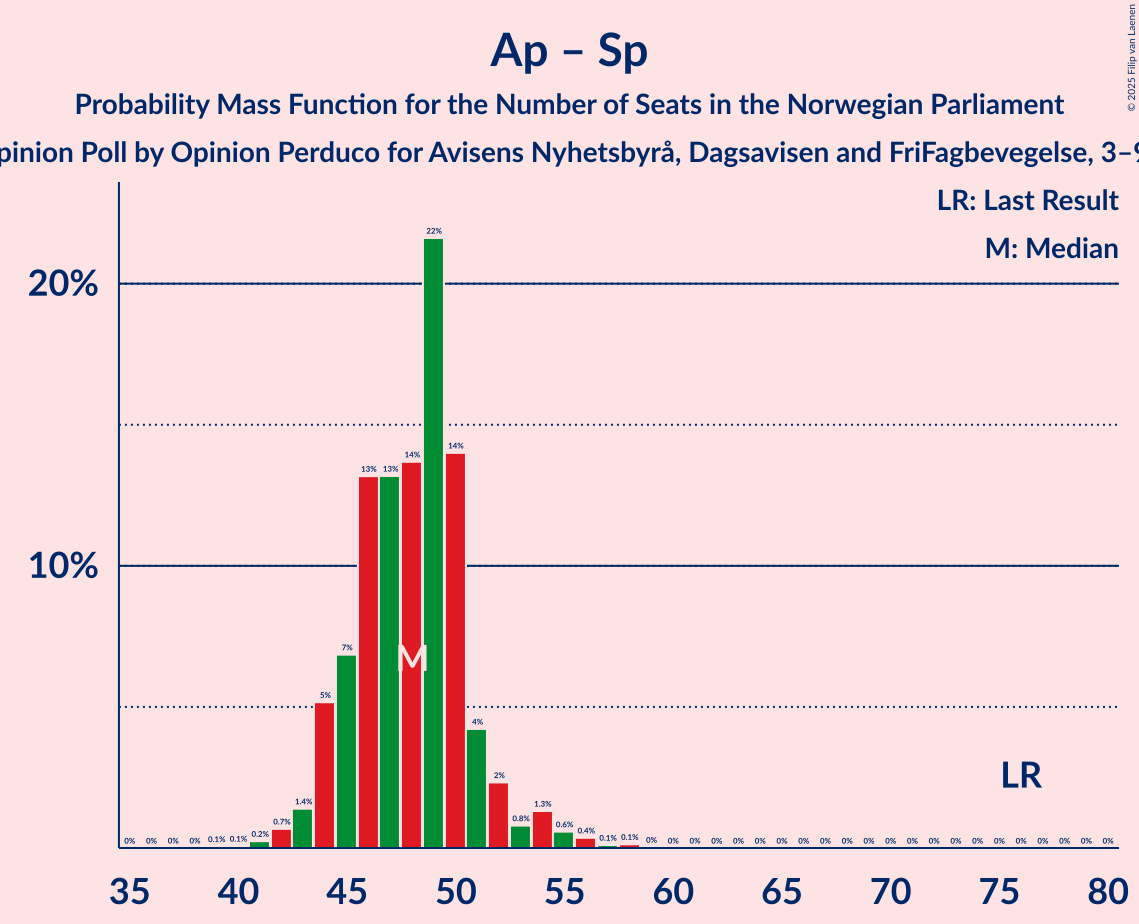 © 2025 Filip van Laenen
Ap – Sp
Probability Mass Function for the Number of Seats in the Norwegian Parliament
pinion Poll by Opinion Perduco for Avisens Nyhetsbyrå, Dagsavisen and FriFagbevegelse, 3–9
LR: Last Result
M: Median
22%
20%
14%
14%
13% 13%
10%
7%
M
5%
4%
LR
2%
1.4%
1.3%
0.7%
0.8%
0.6%
0.4%
0% 0% 0% 0% 0.1% 0.1% 0.2% 0.1% 0.1% 0% 0% 0% 0% 0% 0% 0% 0% 0% 0% 0% 0% 0% 0% 0% 0% 0% 0% 0% 0% 0% 0%
35 40 45 50 55 60 65 70 75 80